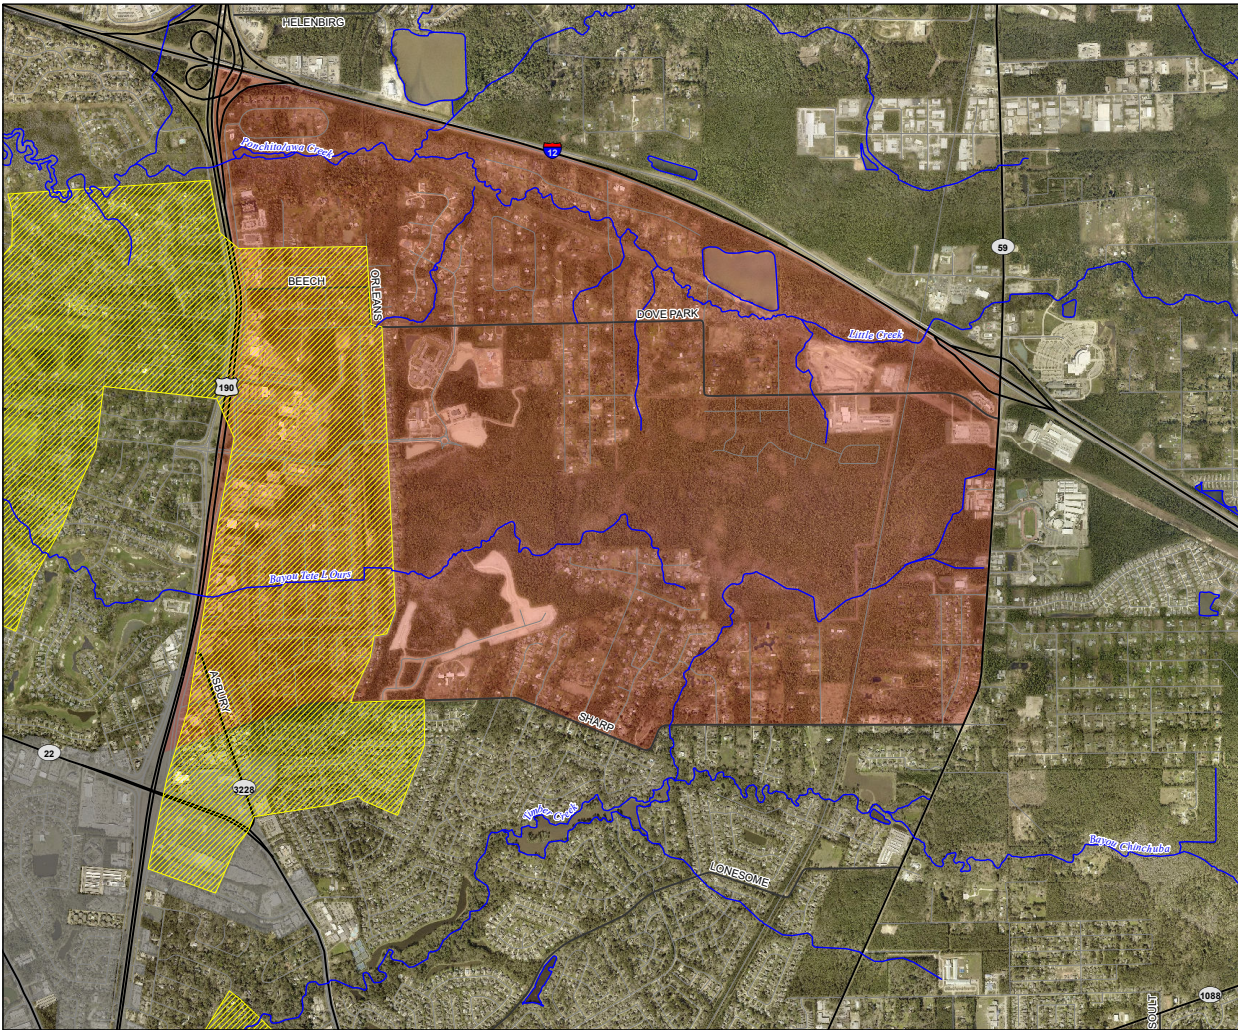 HELENBIRG
Ponchitolawa Creek
12
59
BEECH
ORLEANS
DOVE PARK
Little Creek
190
Bayou Tete L Ours
ASBURY
SHARP
22
3228
Timber Creek
Bayou Chinchuba
LONESOME
SOULT
1088